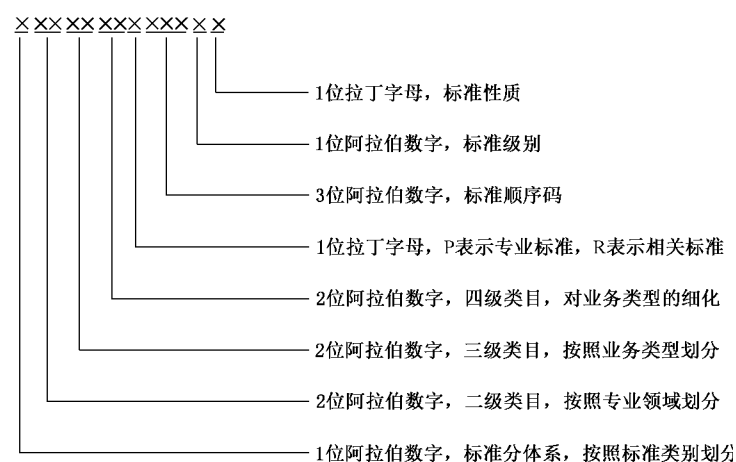 × ×× ×× ×× × ××× × ×
1位拉丁字母，标准性质
1位阿拉伯数字，标准级别
3位阿拉伯数字，标准顺序码
1位拉丁字母，P表示专业标准，R表示相关标准
2位阿拉伯数字，四级类目，对业务类型的细化
2位阿拉伯数字，三级类目，按照业务类型划分
2位阿拉伯数字，二级类目，按照专业领域划分
1位阿拉伯数字，标准分体系，按照标准类别划分